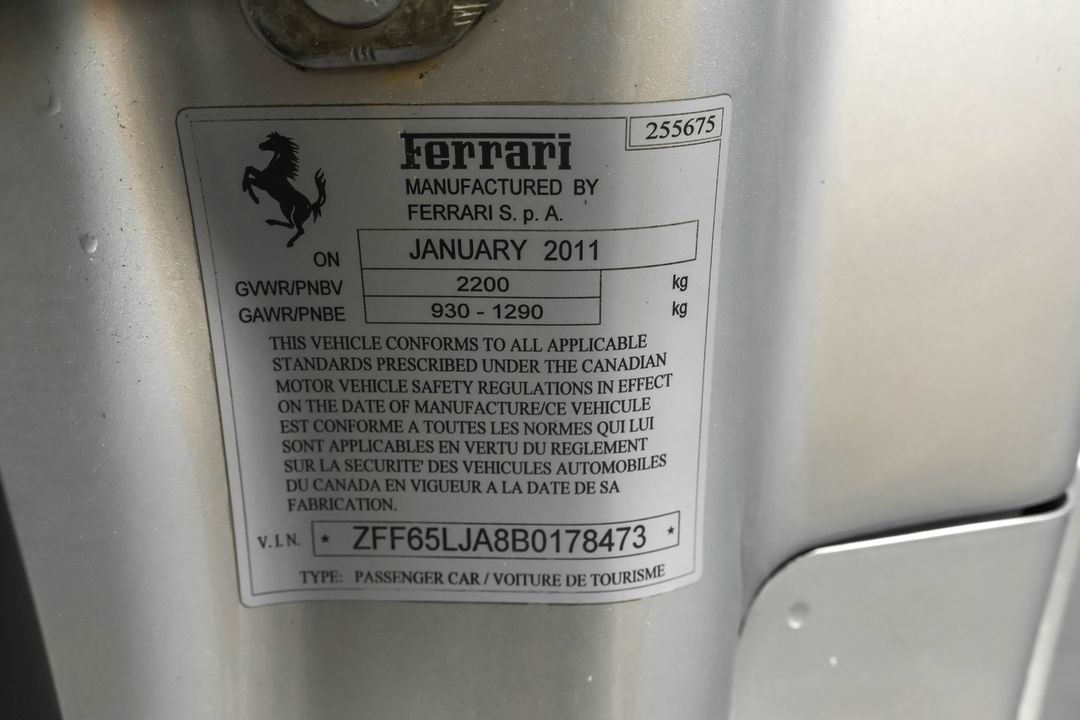 255675
Ferrari
MANUFACTURED BY
FERRARI S. p. A.
ON JANUARY 2011
GVWR/PNBV 2200 kg
GAWR/PNBE 930 - 1290 kg
THIS VEHICLE CONFORMS TO ALL APPLICABLE
STANDARDS PRESCRIBED UNDER THE CANADIAN
MOTOR VEHICLE SAFETY REGULATIONS IN EFFECT
ON THE DATE OF MANUFACTURE/CE VEHICULE
EST CONFORME A TOUTES LES NORMES QUI LUI
SONT APPLICABLES EN VERTU DU REGLEMENT
SUR LA SECURITE' DES VEHICULES AUTOMOBILES
DU CANADA EN VIGUEUR A LA DATE DE SA
FABRICATION.
V.I.N. * ZFF65LJA8B0178473 *
TYPE: PASSENGER CAR / VOITURE DE TOURISME